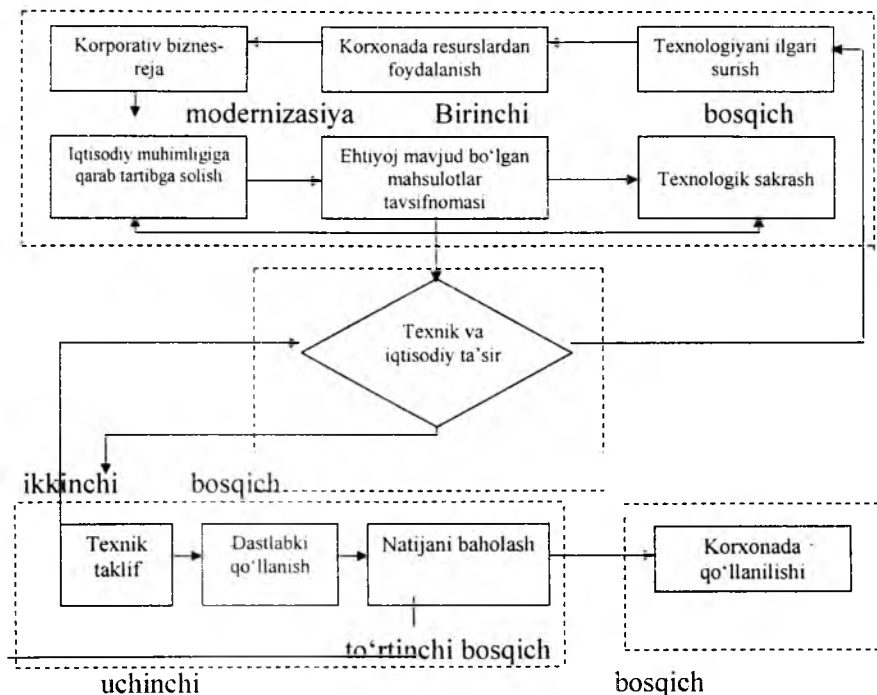 Korporativ biznes-
reja
Korxonada resurslardan
foydalanish
Texnologiyani ilgari
surish
modernizasiya Birinchi bosqich
Iqtisodiy muhimligiga
qarab tartibga solish
Ehtiyoj mavjud bo‘lgan
mahsulotlar
tavsifnomasi
Texnologik sakrash
Texnik va
iqtisodiy ta’sir
ikkinchi bosqich
Texnik
taklif
Dastlabki
qo‘llanish
Natijani baholash
Korxonada
qo‘llanilishi
to‘rtinchi bosqich
uchinchi bosqich